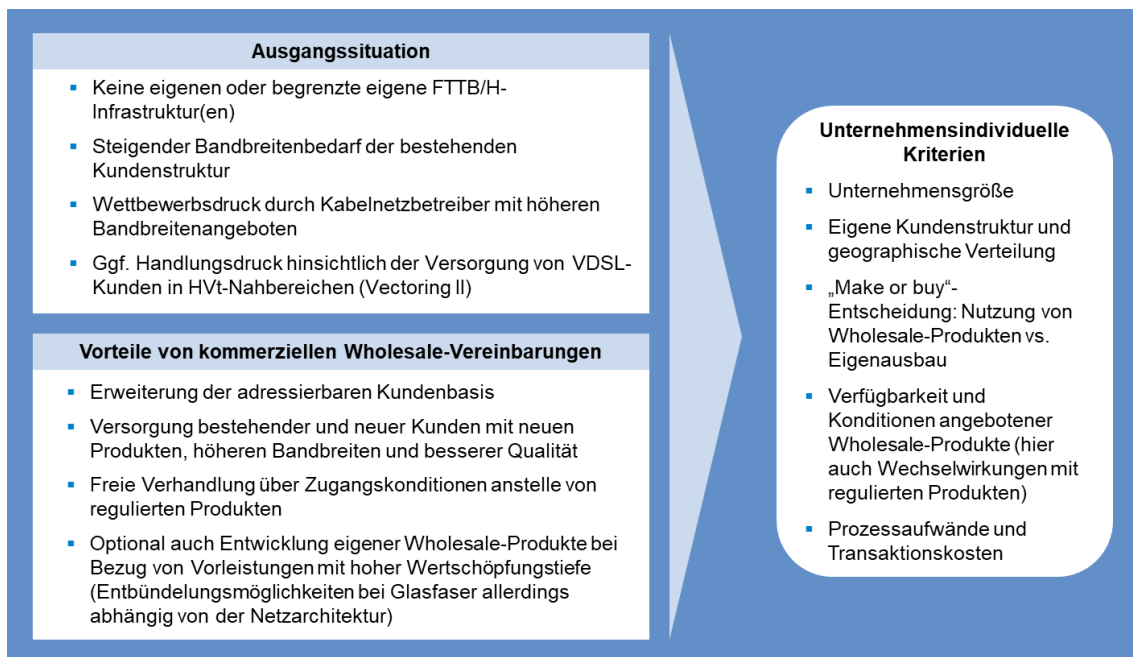 Ausgangssituation
▪ Keine eigenen oder begrenzte eigene FTTB/H-
Infrastruktur(en)
▪ Steigender Bandbreitenbedarf der bestehenden
Kundenstruktur
▪ Wettbewerbsdruck durch Kabelnetzbetreiber mit höheren
Bandbreitenangeboten
▪ Ggf. Handlungsdruck hinsichtlich der Versorgung von VDSL-
Kunden in HVt-Nahbereichen (Vectoring II)
Vorteile von kommerziellen Wholesale-Vereinbarungen
▪ Erweiterung der adressierbaren Kundenbasis
▪ Versorgung bestehender und neuer Kunden mit neuen
Produkten, höheren Bandbreiten und besserer Qualität
▪ Freie Verhandlung über Zugangskonditionen anstelle von
regulierten Produkten
▪ Optional auch Entwicklung eigener Wholesale-Produkte bei
Bezug von Vorleistungen mit hoher Wertschöpfungstiefe
(Entbündelungsmöglichkeiten bei Glasfaser allerdings
abhängig von der Netzarchitektur)
Unternehmensindividuelle
Kriterien
▪ Unternehmensgröße
▪ Eigene Kundenstruktur und
geographische Verteilung
▪ „Make or buy“-
Entscheidung: Nutzung von
Wholesale-Produkten vs.
Eigenausbau
▪ Verfügbarkeit und
Konditionen angebotener
Wholesale-Produkte (hier
auch Wechselwirkungen mit
regulierten Produkten)
▪ Prozessaufwände und
Transaktionskosten